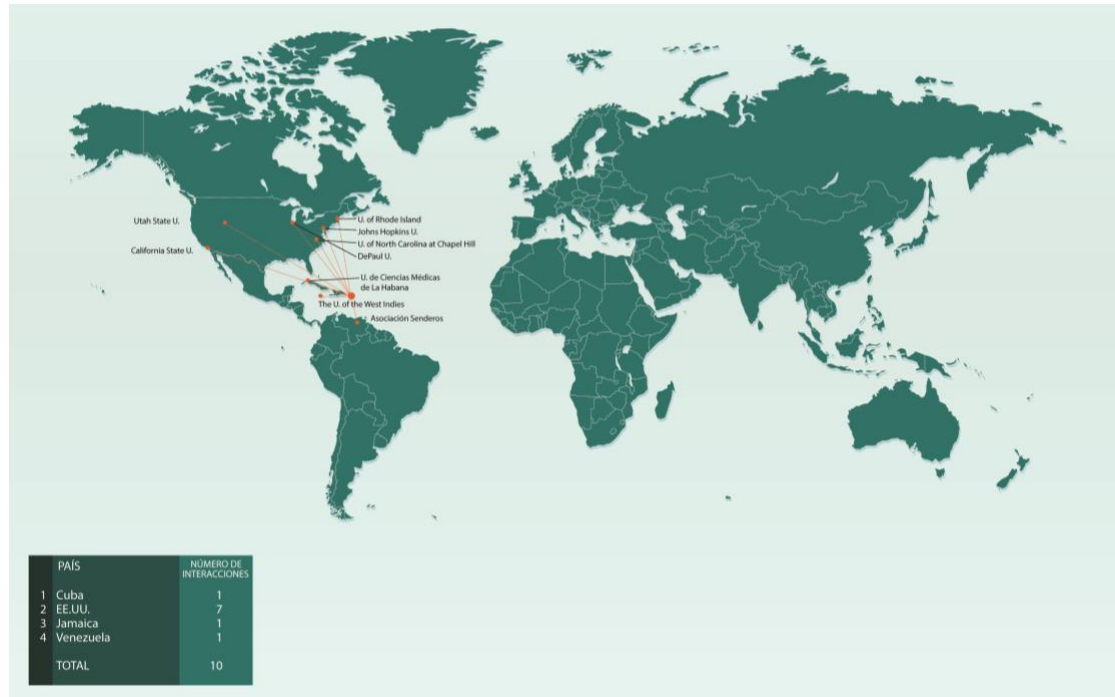 Utah State U.
California State U.
U. of Rhode Island
Johns Hopkins U.
U. of North Carolina at Chapel Hill
DePaul U.
U. de Ciencias Médicas
de La Habana
The U. of the West Indies
Asociación Senderos
PAÍS NÚMERO DE
INTERACCIONES
1 Cuba 1
2 EE.UU. 7
3 Jamaica 1
4 Venezuela 1
TOTAL 10